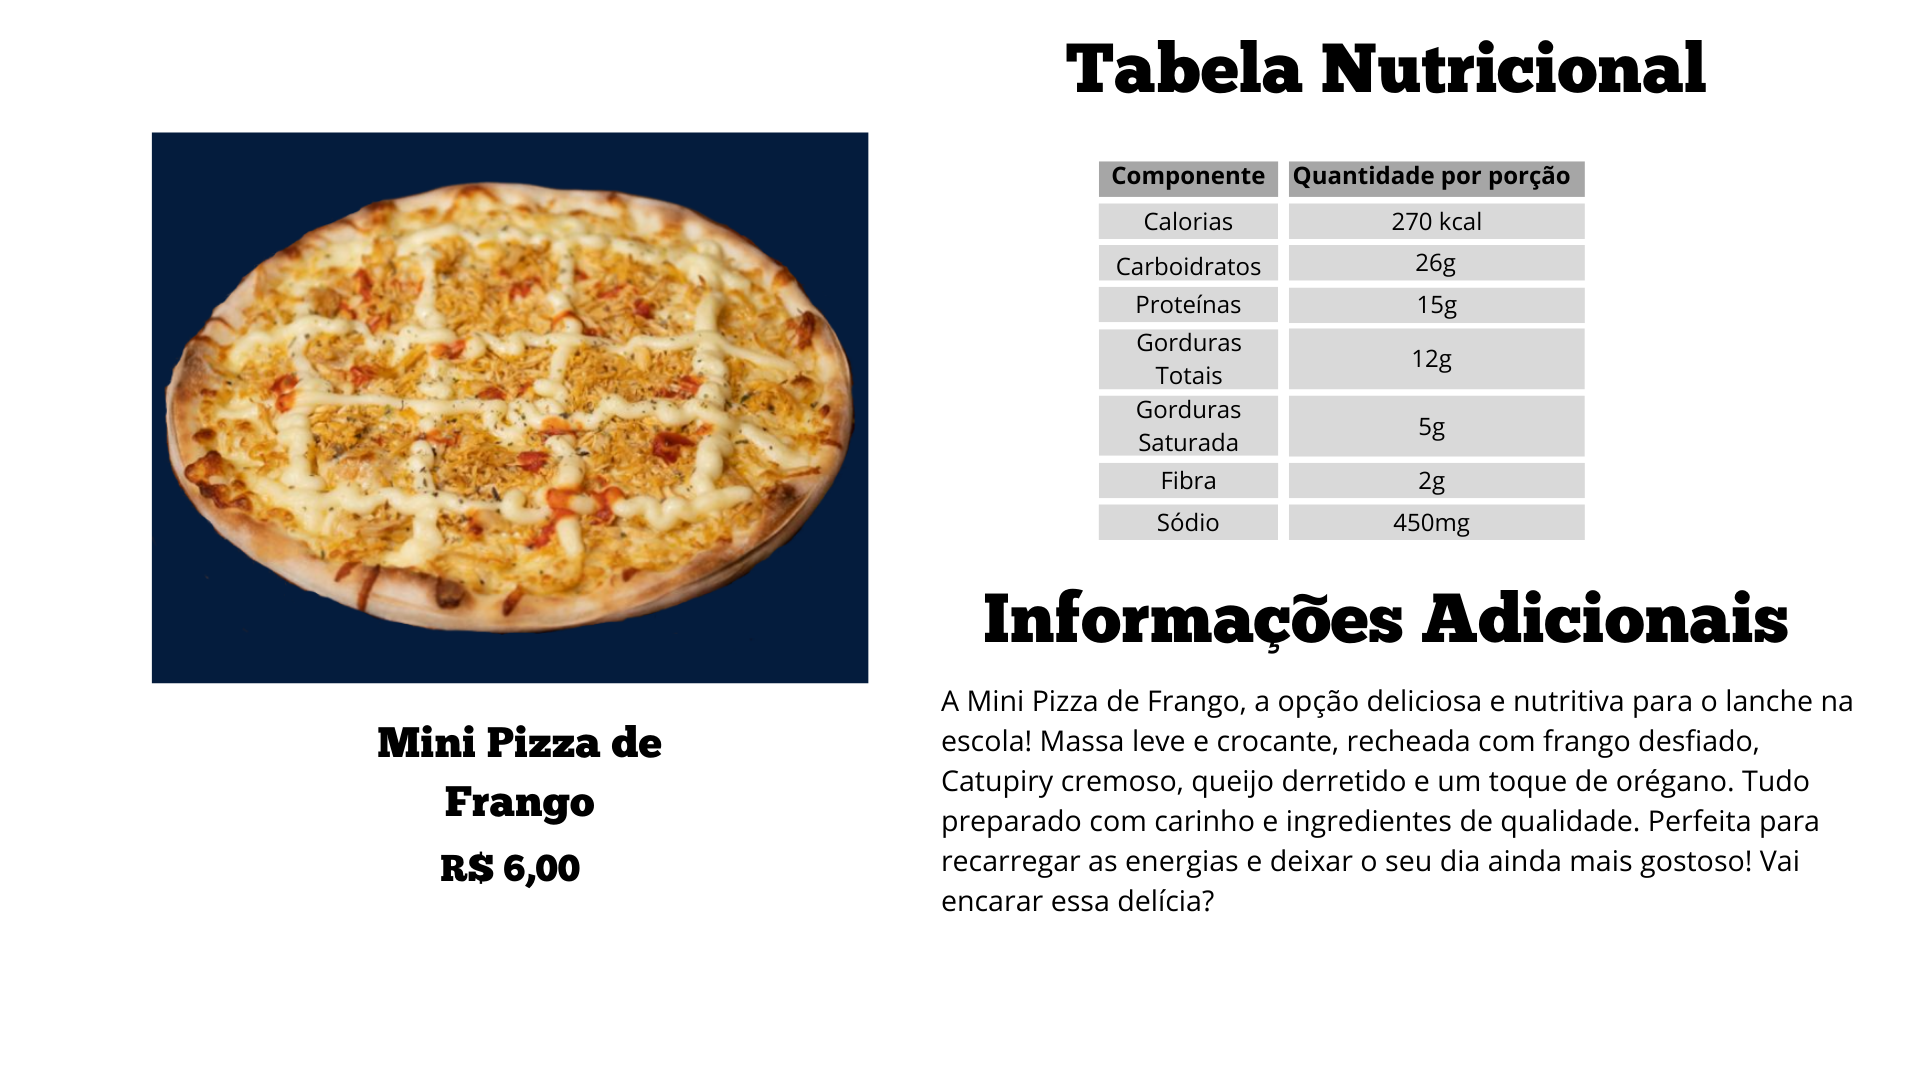 Mini Pizza de
Frango
R$ 6,00
Tabela Nutricional
Componente Quantidade por porção
Calorias 270 kcal
Carboidratos 26g
Proteínas 15g
Gorduras
Totais 12g
Gorduras
Saturada 5g
Fibra 2g
Sódio 450mg
Informações Adicionais
A Mini Pizza de Frango, a opção deliciosa e nutritiva para o lanche na
escola! Massa leve e crocante, recheada com frango desfiado,
Catupiry cremoso, queijo derretido e um toque de orégano. Tudo
preparado com carinho e ingredientes de qualidade. Perfeita para
recarregar as energias e deixar o seu dia ainda mais gostoso! Vai
encarar essa delícia?